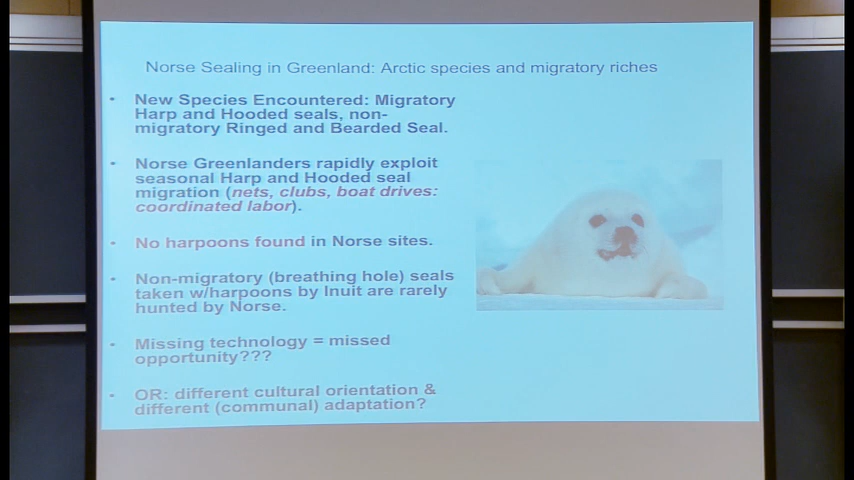 Norse Sealing in Greenland: Arctic species and migratory riches
• New Species Encountered: Migratory
Harp and Hooded seals, non-
migratory Ringed and Bearded Seal.
• Norse Greenlanders rapidly exploit
seasonal Harp and Hooded seal
migration (nets, clubs, boat drives:
coordinated labor).
• No harpoons found in Norse sites.
• Non-migratory (breathing hole) seals
taken w/harpoons by Inuit are rarely
hunted by Norse.
• Missing technology = missed
opportunity???
• OR: different cultural orientation &
different (communal) adaptation?